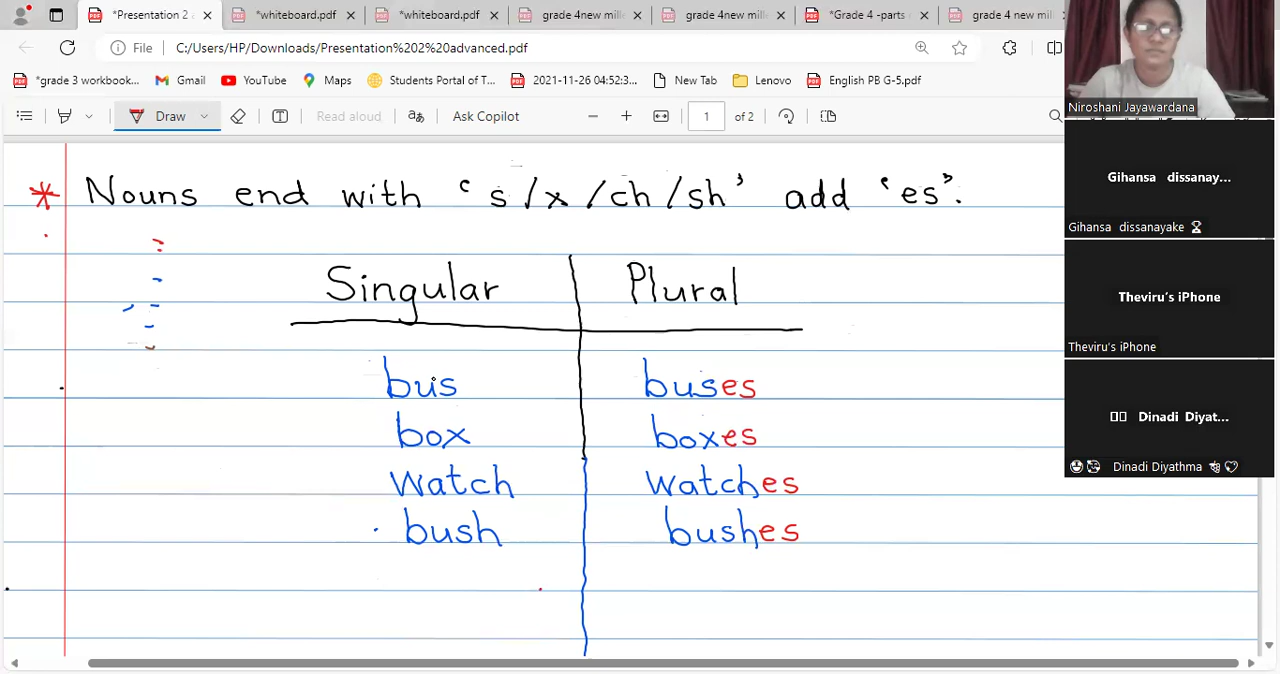 *Presentation 2 a
*whiteboard.pdf
*whiteboard.pdf
grade 4new mille
grade 4new mille
*Grade 4 -parts o
grade 4 new mi
File
C:/Users/HP/Downloads/Presentation%202%20advanced.pdf
*grade 3 workbook...
Gmail
YouTube
Maps
Students Portal of T...
2021-11-26 04:52:3...
New Tab
Lenovo
English PB G-5.pdf
Draw
Read aloud
aあ
Ask Copilot
1 of 2
* Nouns end with ‘s/x/ch/sh’ add ‘es’.
Singular Plural
bus buses
box boxes
watch watches
bush bushes
Niroshani Jayawardana
Gihansa dissanay...
Gihansa dissanayake
Theviru's iPhone
Theviru's iPhone
Dinadi Diyat...
Dinadi Diyathma